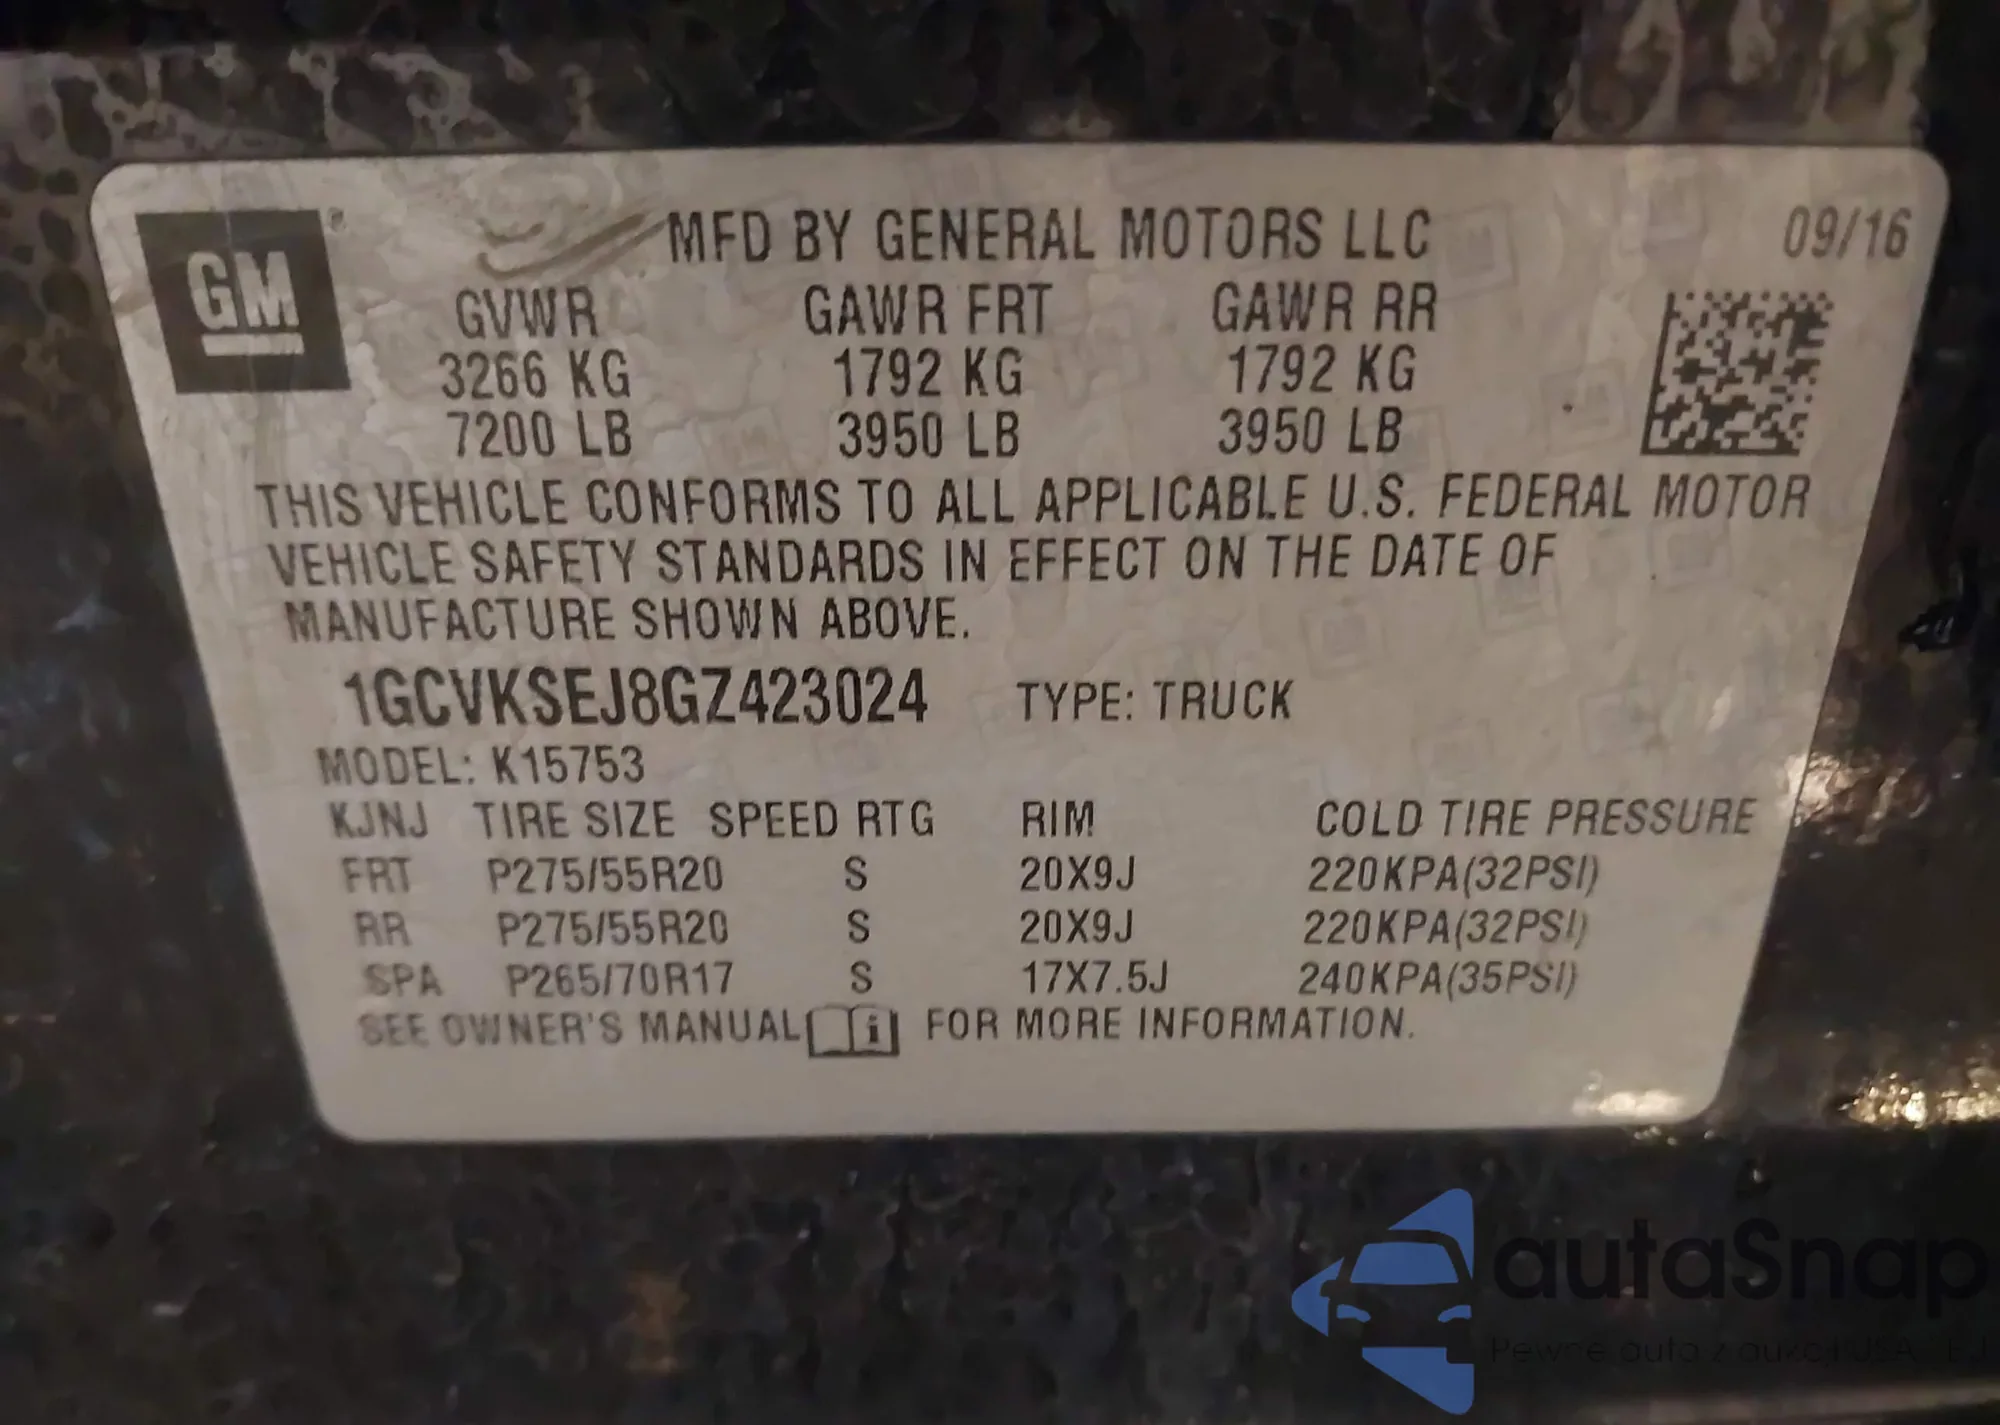 GM
®
MFD BY GENERAL MOTORS LLC
09/16
GVWR GAWR FRT GAWR RR
3266 KG 1792 KG 1792 KG
7200 LB 3950 LB 3950 LB
THIS VEHICLE CONFORMS TO ALL APPLICABLE U.S. FEDERAL MOTOR
VEHICLE SAFETY STANDARDS IN EFFECT ON THE DATE OF
MANUFACTURE SHOWN ABOVE.
1GCVKSEJ8GZ423024 TYPE: TRUCK
MODEL: K15753
KJNJ TIRE SIZE SPEED RTG RIM COLD TIRE PRESSURE
FRT P275/55R20 S 20X9J 220KPA(32PSI)
RR P275/55R20 S 20X9J 220KPA(32PSI)
SPA P265/70R17 S 17X7.5J 240KPA(35PSI)
SEE OWNER'S MANUAL i FOR MORE INFORMATION.
autaSnap
Pewne auta z aukcji USA